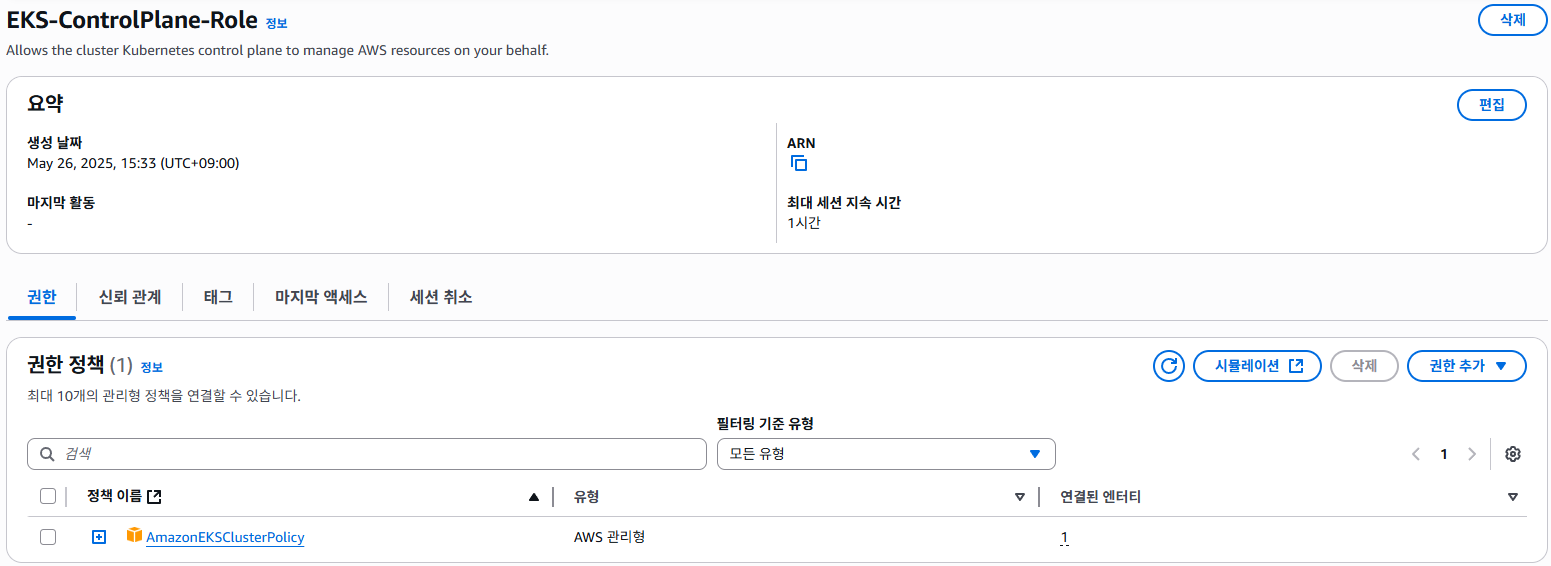 EKS-ControlPlane-Role 정보
삭제
Allows the cluster Kubernetes control plane to manage AWS resources on your behalf.
요약
편집
생성 날짜
May 26, 2025, 15:33 (UTC+09:00)
ARN
마지막 활동
-
최대 세션 지속 시간
1시간
권한 신뢰 관계 태그 마지막 액세스 세션 취소
권한 정책 (1) 정보
시뮬레이션 삭제 권한 추가
최대 10개의 관리형 정책을 연결할 수 있습니다.
필터링 기준 유형
검색 모든 유형 1
정책 이름 유형 연결된 엔터티
AmazonEKSClusterPolicy AWS 관리형 1